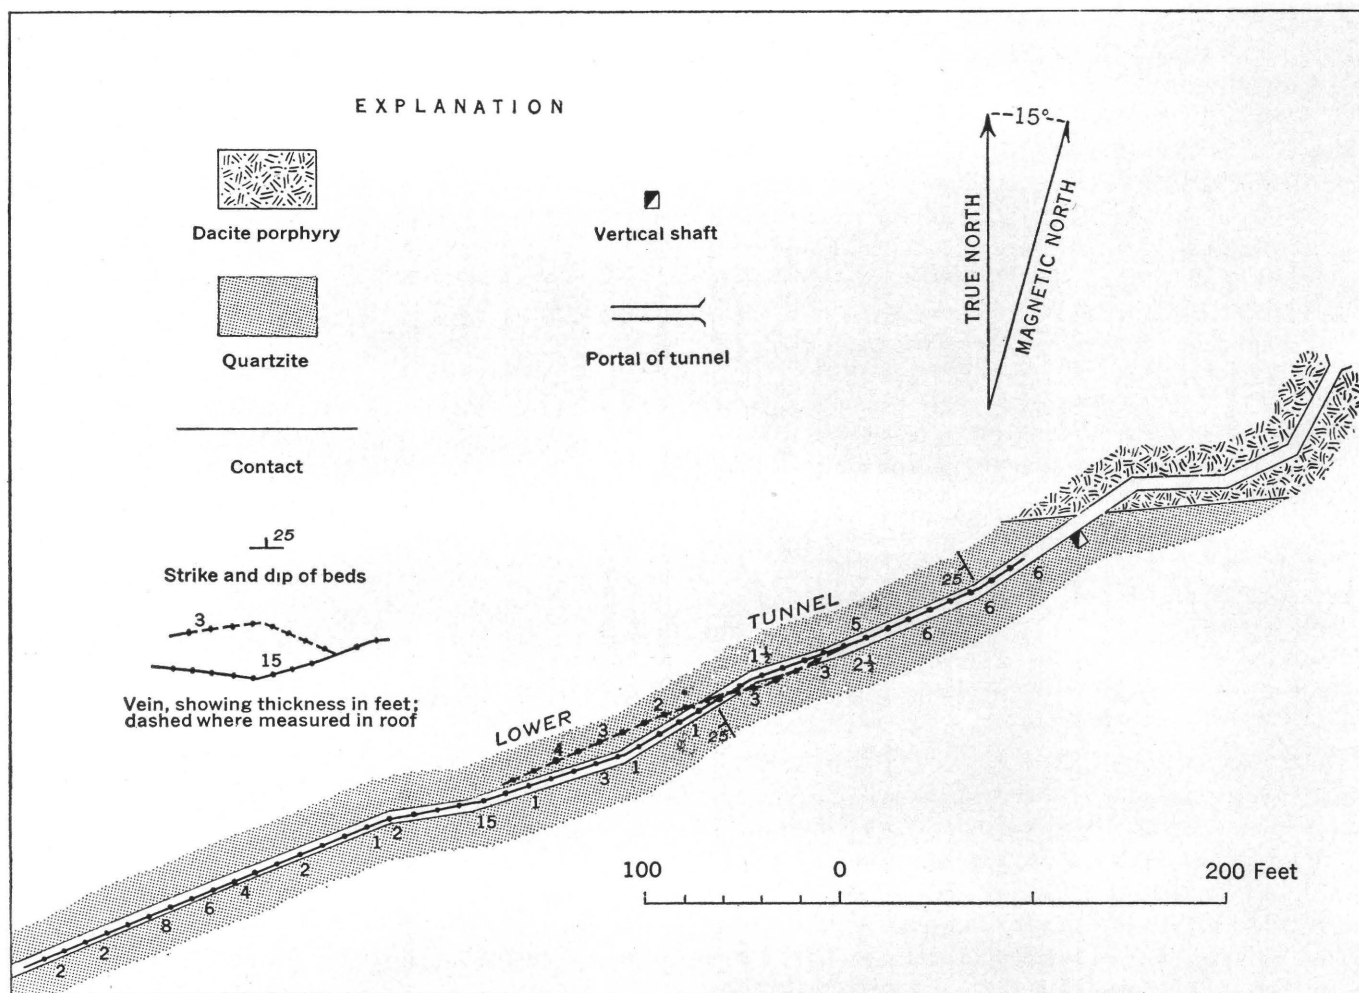 EXPLANATION
Dacite porphyry
Quartzite
Contact
25
Strike and dip of beds
3
15
Vein, showing thickness in feet;
dashed where measured in roof
Vertical shaft
Portal of tunnel
15°
TRUE NORTH
MAGNETIC NORTH
LOWER
TUNNEL
25
6
6
6
5
2½
1½
3
3
2
1
25
3
4
1
3
1
15
2
1
2
4
6
8
2
2
100
0
200 Feet